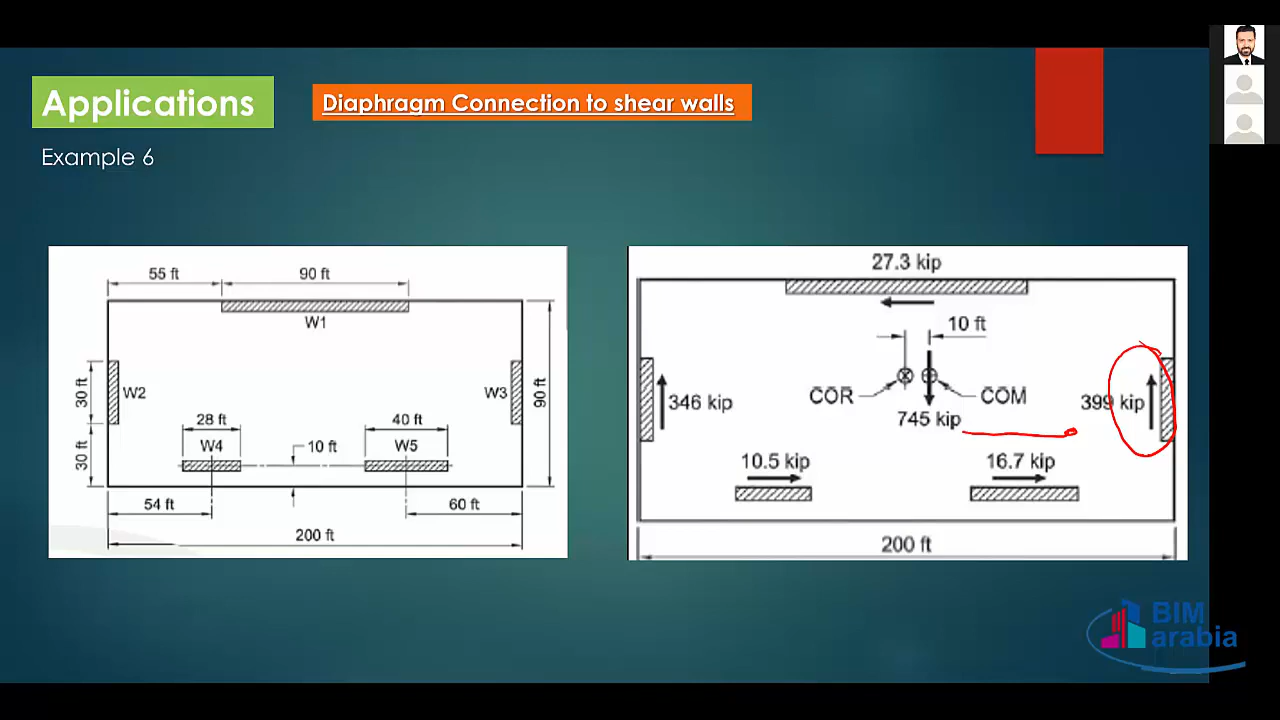 Applications
Diaphragm Connection to shear walls
Example 6
55 ft
90 ft
W1
W2
W3
30 ft
30 ft
90 ft
28 ft
40 ft
W4
W5
10 ft
54 ft
60 ft
200 ft
27.3 kip
10 ft
COR
COM
346 kip
399 kip
745 kip
10.5 kip
16.7 kip
200 ft
BIM
arabia